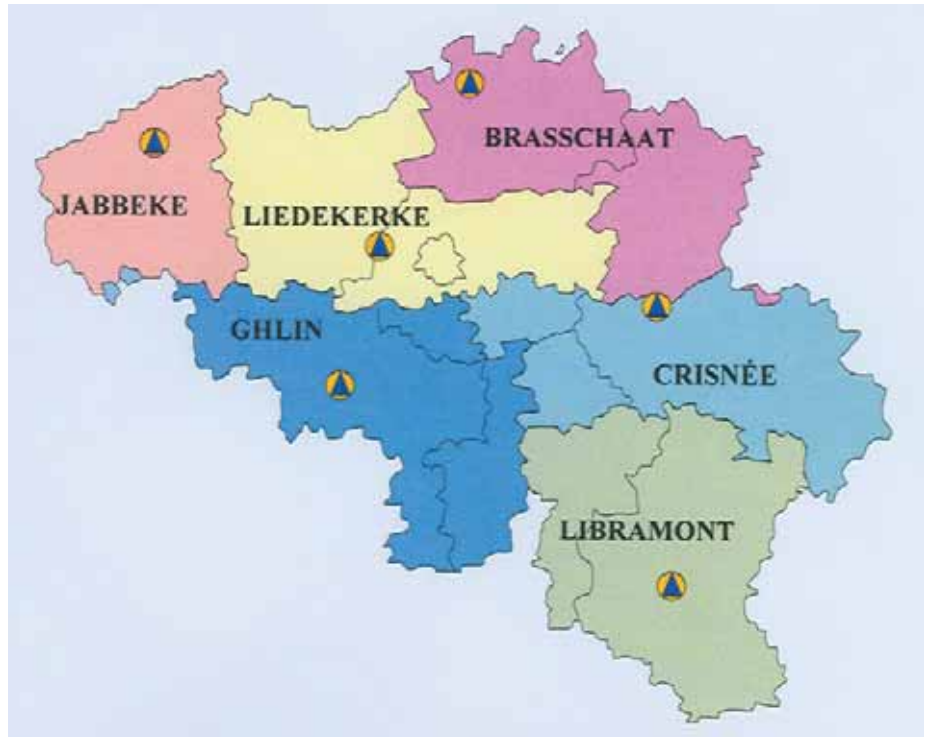 BRASSCHAAT
JABBEKE
LIEDEKERKE
GHLIN
CRISNÉE
LIBRAMONT